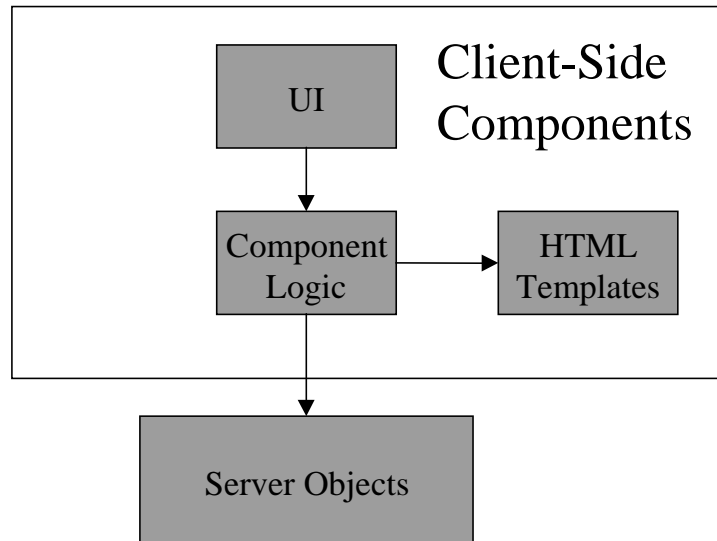 Client-Side
Components
UI
Component
Logic
HTML
Templates
Server Objects